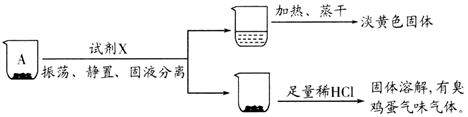 加热、蒸干
淡黄色固体
试剂X
A
振荡、静置、固液分离
足量稀HCl
固体溶解，有臭
鸡蛋气味气体。